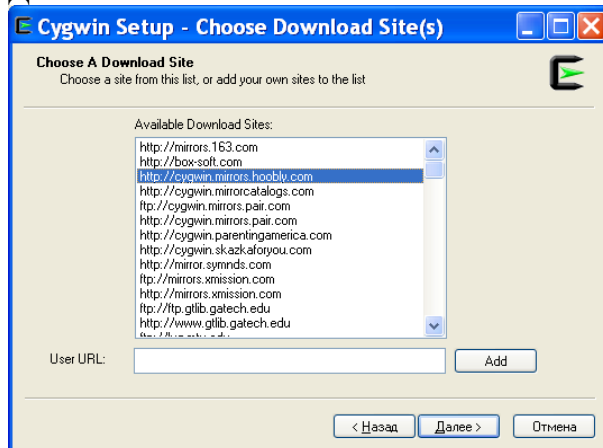 Cygwin Setup - Choose Download Site(s)
Choose A Download Site
Choose a site from this list, or add your own sites to the list
Available Download Sites:
http://mirrors.163.com
http://box-soft.com
http://cygwin.mirrors.hoobly.com
http://cygwin.mirrorcatalogs.com
ftp://cygwin.mirrors.pair.com
http://cygwin.mirrors.pair.com
http://cygwin.parentingamerica.com
http://cygwin.skazkaforyou.com
http://mirror.symnds.com
ftp://mirrors.xmission.com
http://mirrors.xmission.com
ftp://ftp.gtlib.gatech.edu
http://www.gtlib.gatech.edu
User URL: Add
< Назад Далее > Отмена